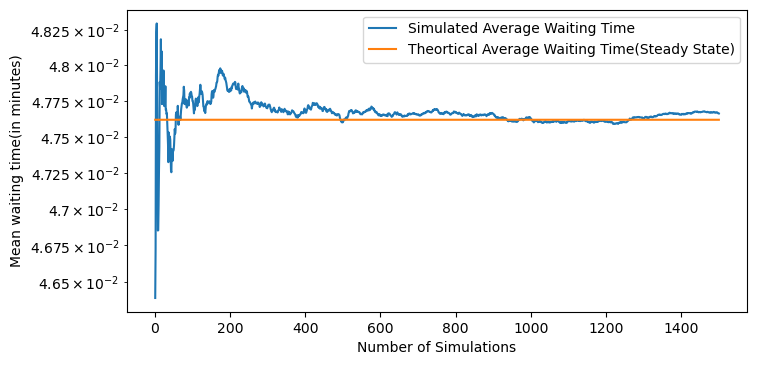 Simulated Average Waiting Time
Theortical Average Waiting Time(Steady State)
Mean waiting time(in minutes)
4.825 × 10⁻²
4.8 × 10⁻²
4.775 × 10⁻²
4.75 × 10⁻²
4.725 × 10⁻²
4.7 × 10⁻²
4.675 × 10⁻²
4.65 × 10⁻²
0 200 400 600 800 1000 1200 1400
Number of Simulations